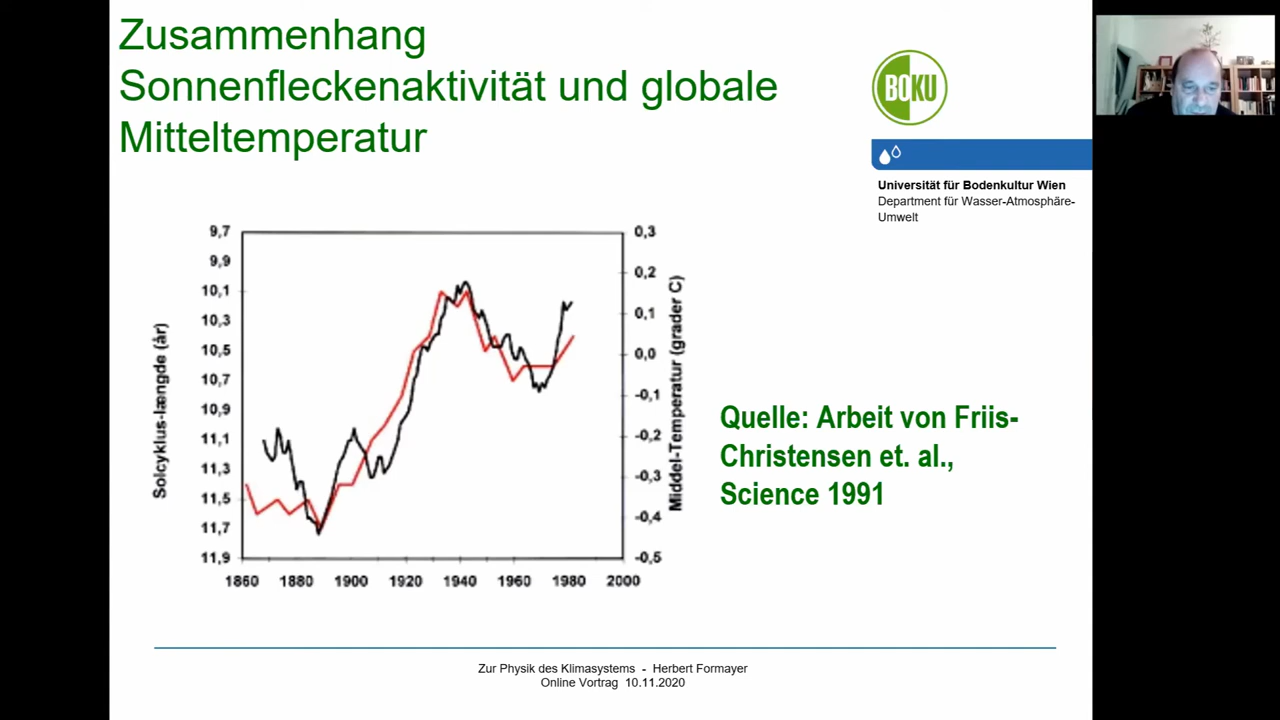 Zusammenhang
Sonnenfleckenaktivität und globale
Mitteltemperatur
BOKU
Universität für Bodenkultur Wien
Department für Wasser-Atmosphäre-
Umwelt
Solcyklus-længde (år)
9,7
9,9
10,1
10,3
10,5
10,7
10,9
11,1
11,3
11,5
11,7
11,9
0,3
0,2
0,1
0,0
-0,1
-0,2
-0,3
-0,4
-0,5
Middel-Temperatur (grader C)
1860 1880 1900 1920 1940 1960 1980 2000
Quelle: Arbeit von Friis-
Christensen et. al.,
Science 1991
Zur Physik des Klimasystems - Herbert Formayer
Online Vortrag 10.11.2020